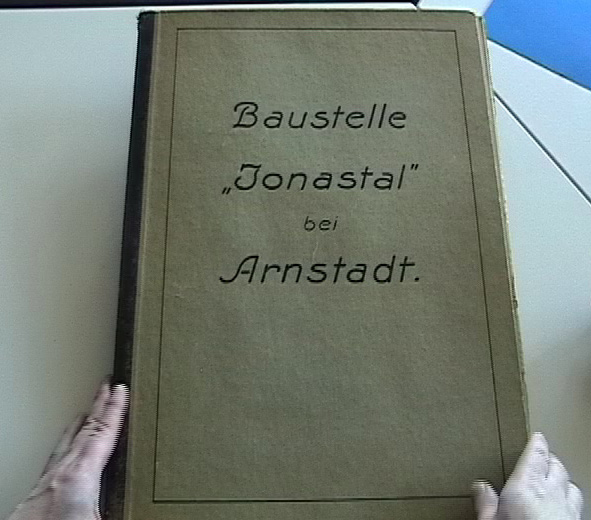 Baustelle
„Jonastal"
bei
Arnstadt.